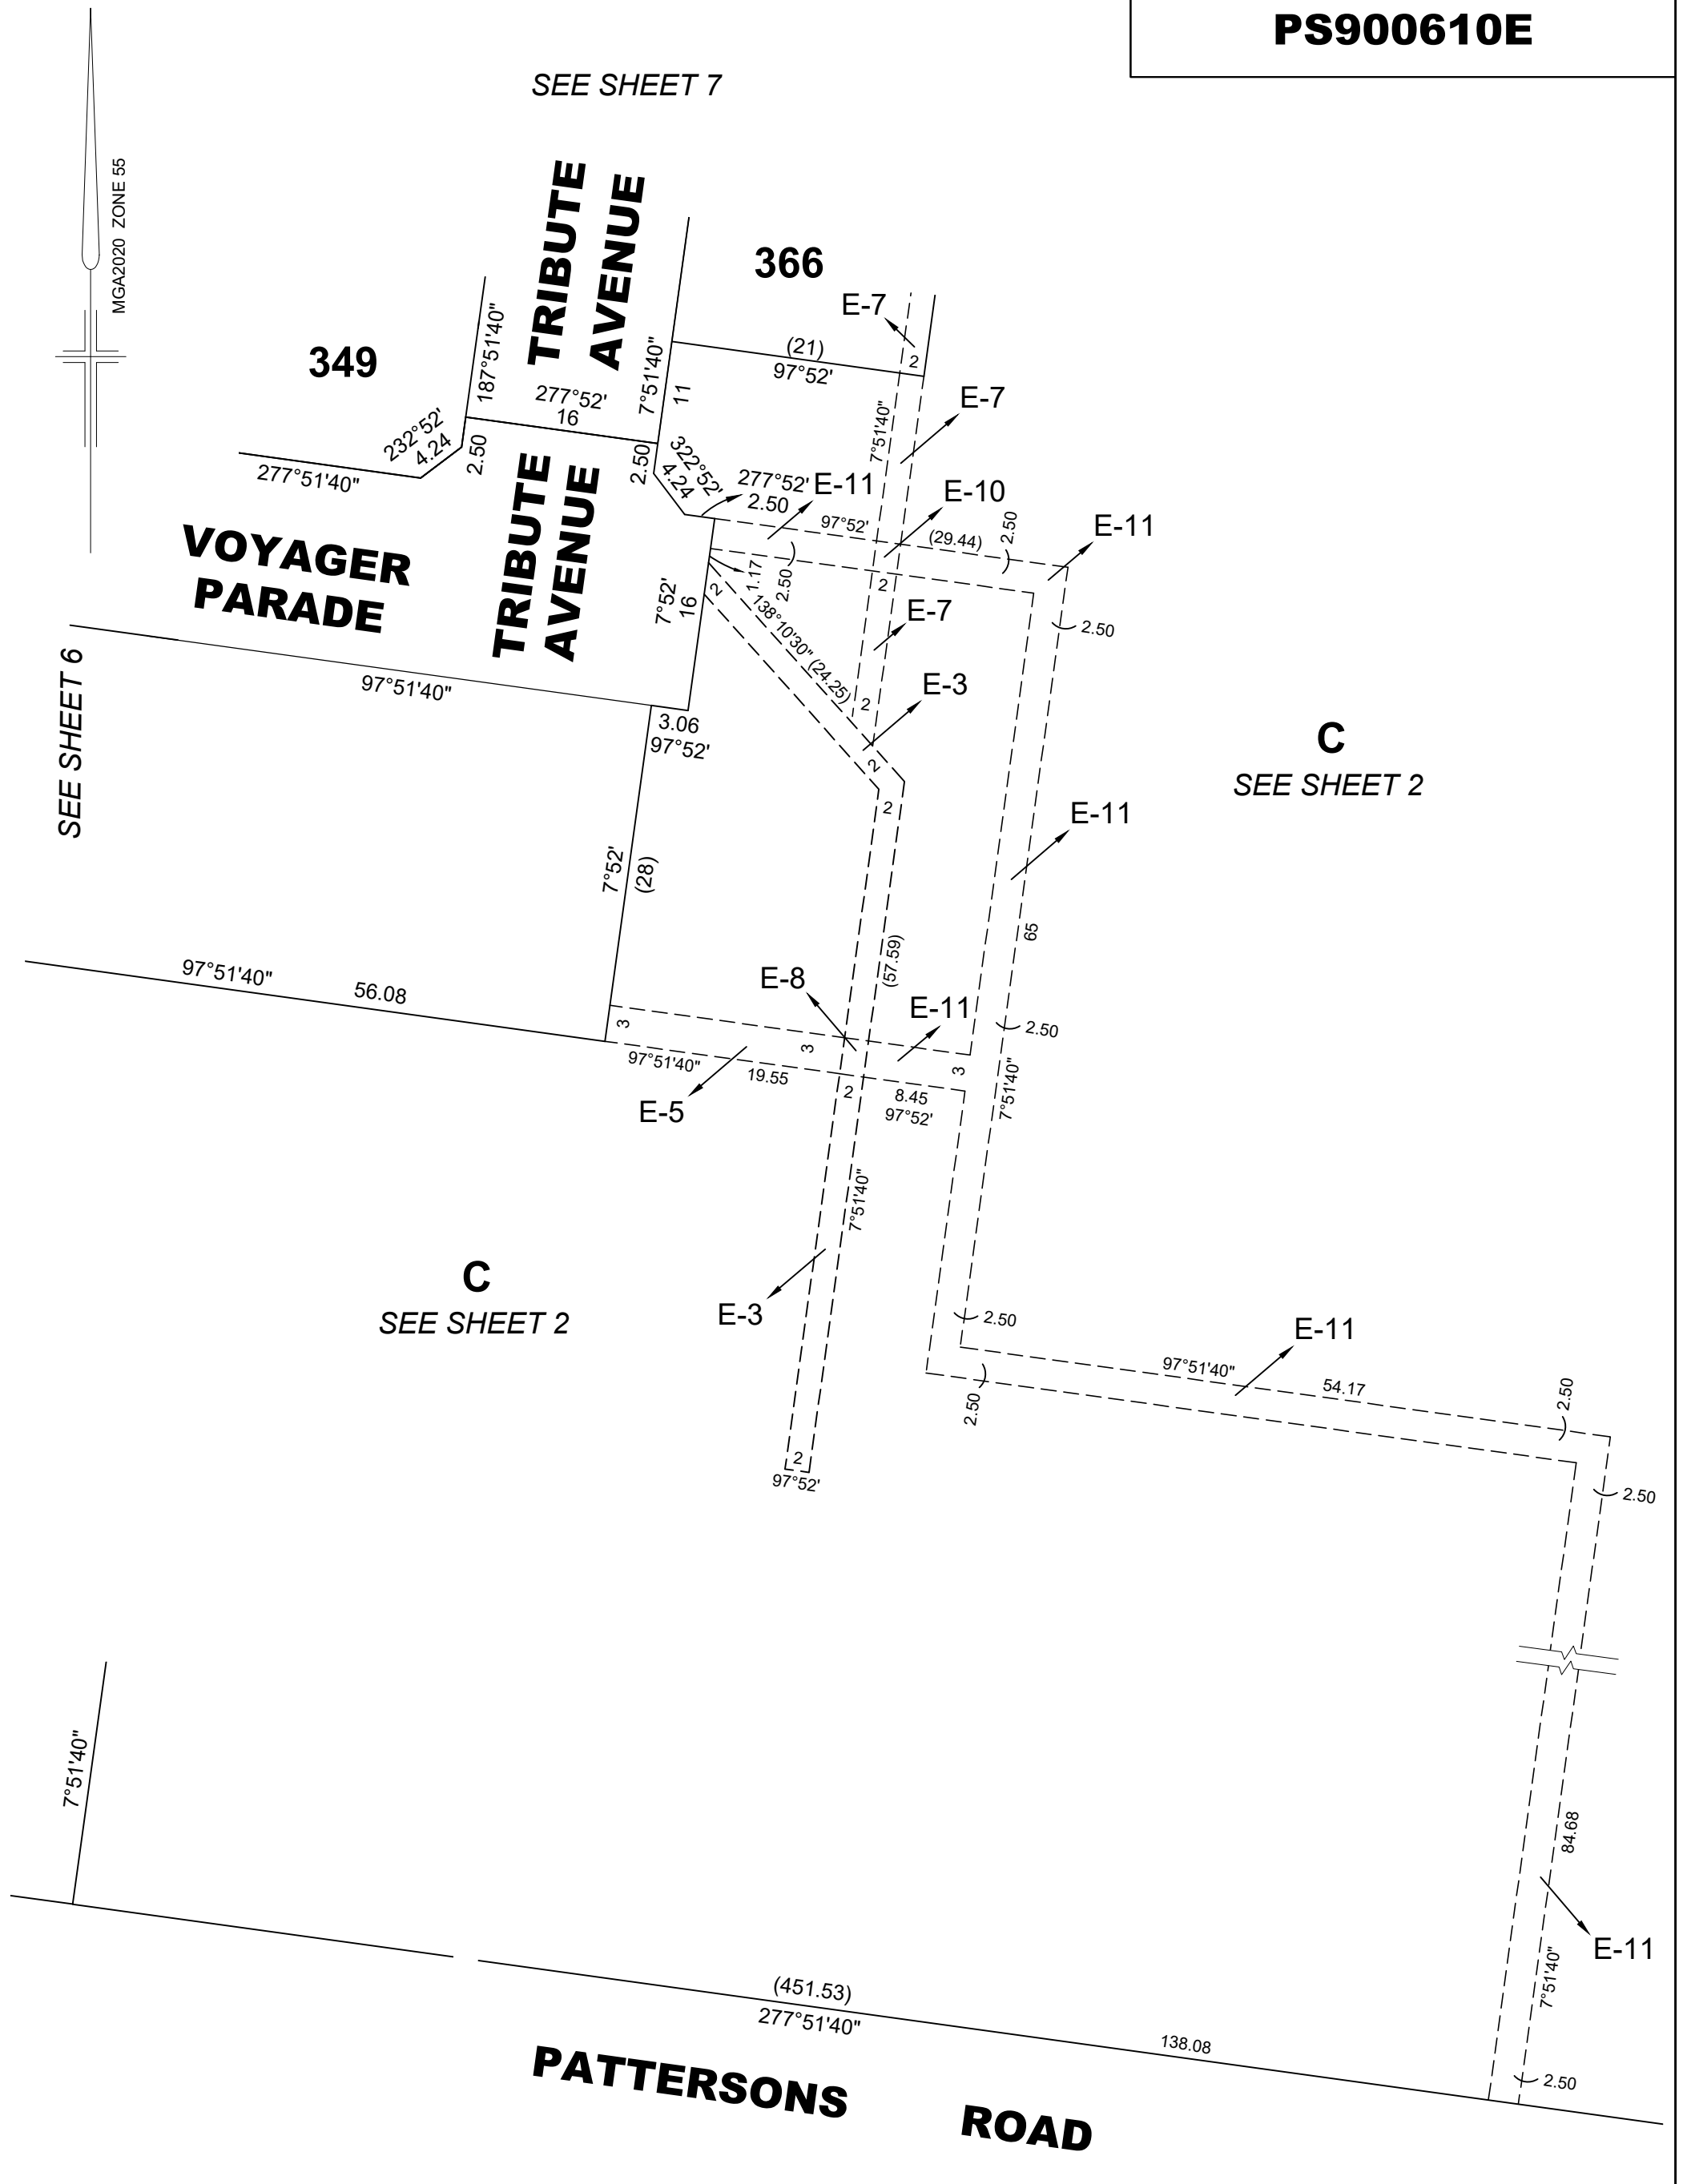 PS900610E
SEE SHEET 7
MGA2020 ZONE 55
TRIBUTE
AVENUE
366
E-7
349
187°51'40"
7°51'40"
11
(21)
97°52'
2
277°52'
16
E-7
7°51'40"
232°52'
4.24
2.50
2.50
322°52'
4.24
277°51'40"
277°52'
2.50
E-11
E-10
97°52'
(29.44)
2.50
E-11
VOYAGER
PARADE
TRIBUTE
AVENUE
7°52'
16
1.17
2.50
2
2
138°10'30"
(24.25)
E-7
2.50
SEE SHEET 6
97°51'40"
3.06
97°52'
2
E-3
2
2
C
SEE SHEET 2
E-11
7°52'
(28)
65
(57.59)
97°51'40"
56.08
E-8
E-11
2.50
3
3
3
97°51'40"
19.55
2
8.45
97°52'
7°51'40"
E-5
7°51'40"
C
SEE SHEET 2
E-3
2.50
E-11
97°51'40"
54.17
2.50
2.50
2
97°52'
2.50
7°51'40"
84.68
E-11
7°51'40"
(451.53)
277°51'40"
138.08
2.50
PATTERSONS ROAD